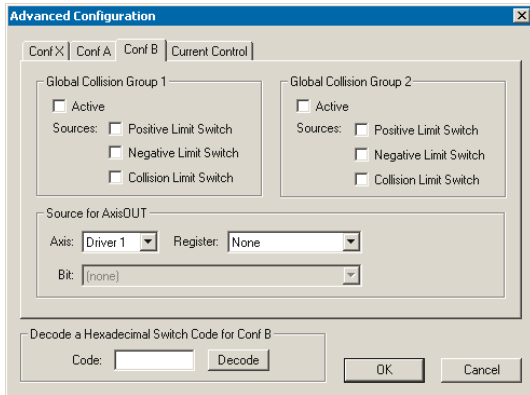 Advanced Configuration
Conf X Conf A Conf B Current Control
Global Collision Group 1 Global Collision Group 2
Active Active
Sources: Positive Limit Switch Sources: Positive Limit Switch
Negative Limit Switch Negative Limit Switch
Collision Limit Switch Collision Limit Switch
Source for AxisOUT
Axis: Driver 1 Register: None
Bit: (none)
Decode a Hexadecimal Switch Code for Conf B
Code: Decode OK Cancel